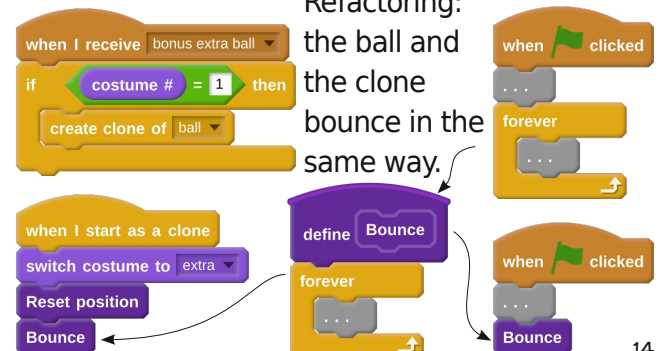 Refactoring:
the ball and
the clone
bounce in the
same way.
when I receive bonus extra ball
if costume # = 1 then
create clone of ball
when I start as a clone
switch costume to extra
Reset position
Bounce
define Bounce
forever
. . .
when clicked
. . .
forever
. . .
when clicked
. . .
Bounce
14